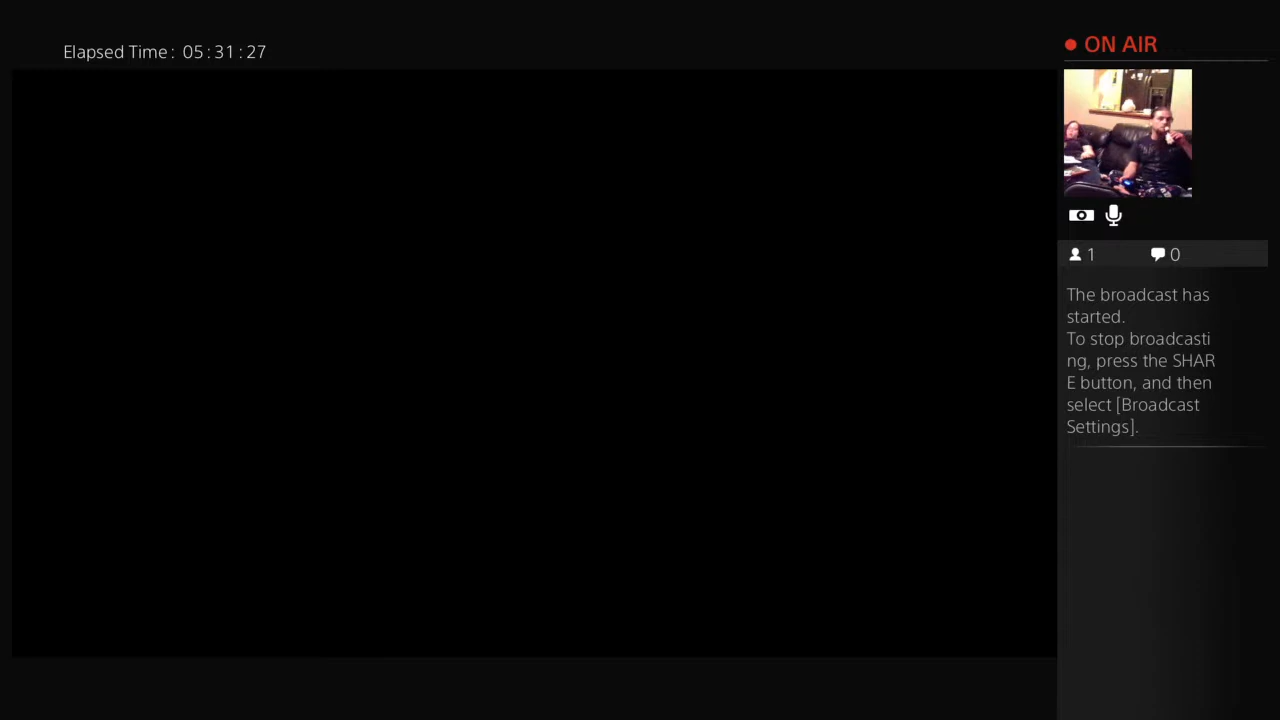 Elapsed Time: 05:31:27
ON AIR
1 0
The broadcast has
started.
To stop broadcasti
ng, press the SHAR
E button, and then
select [Broadcast
Settings].